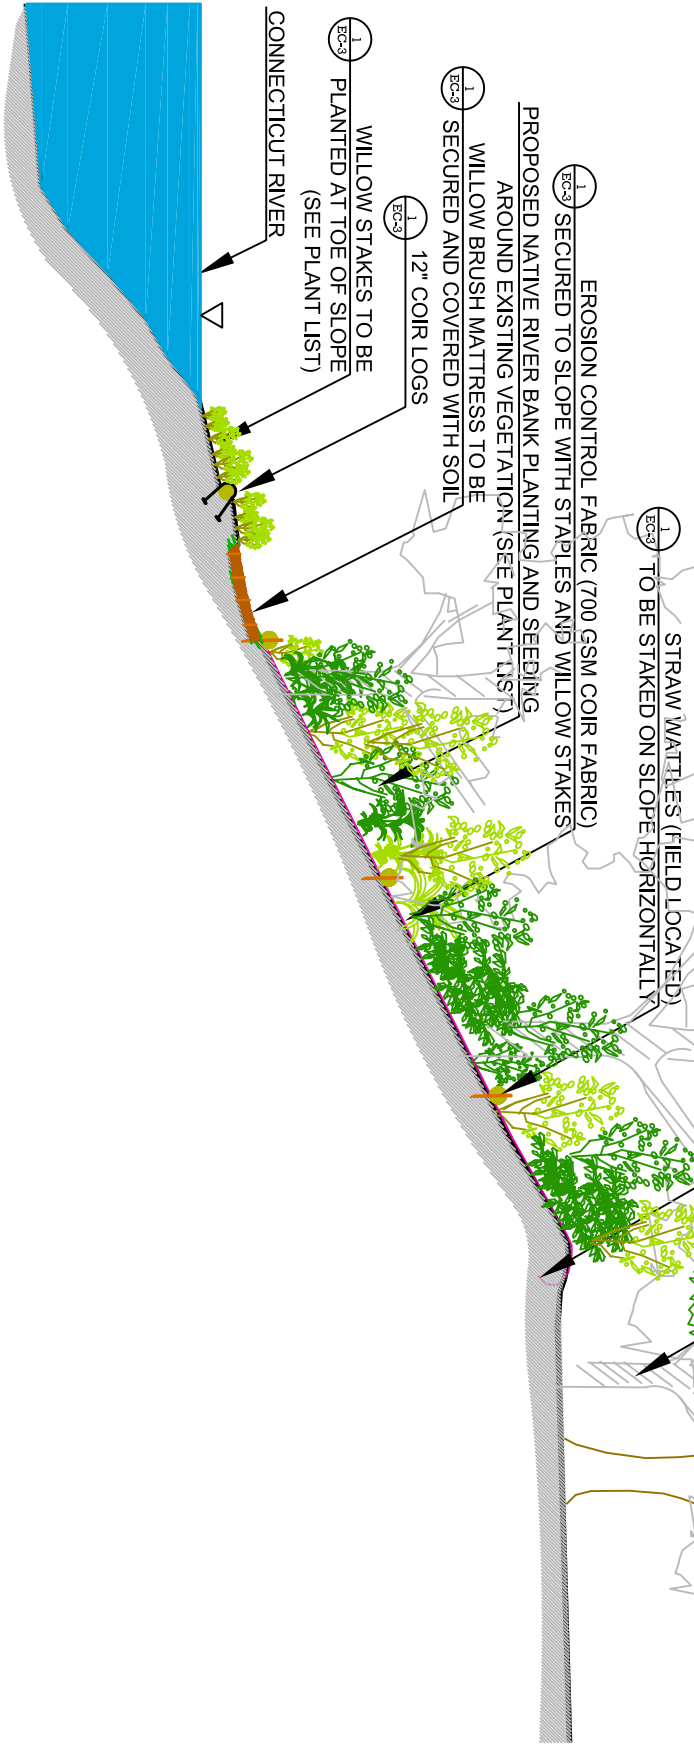 STRAW WATTLES (FIELD LOCATED)
TO BE STAKED ON SLOPE HORIZONTALLY
1
EC-3
EROSION CONTROL FABRIC (700 GSM COIR FABRIC)
SECURED TO SLOPE WITH STAPLES AND WILLOW STAKES
1
EC-3
PROPOSED NATIVE RIVER BANK PLANTING AND SEEDING
AROUND EXISTING VEGETATION (SEE PLANT LIST)
WILLOW BRUSH MATTRESS TO BE
SECURED AND COVERED WITH SOIL
1
EC-3
12" COIR LOGS
1
EC-3
WILLOW STAKES TO BE
PLANTED AT TOE OF SLOPE
(SEE PLANT LIST)
1
EC-3
CONNECTICUT RIVER